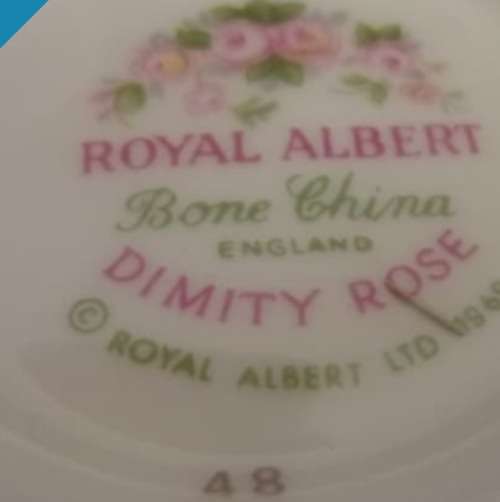 ROYAL ALBERT
Bone China
ENGLAND
DIMITY ROSE
© ROYAL ALBERT LTD
48